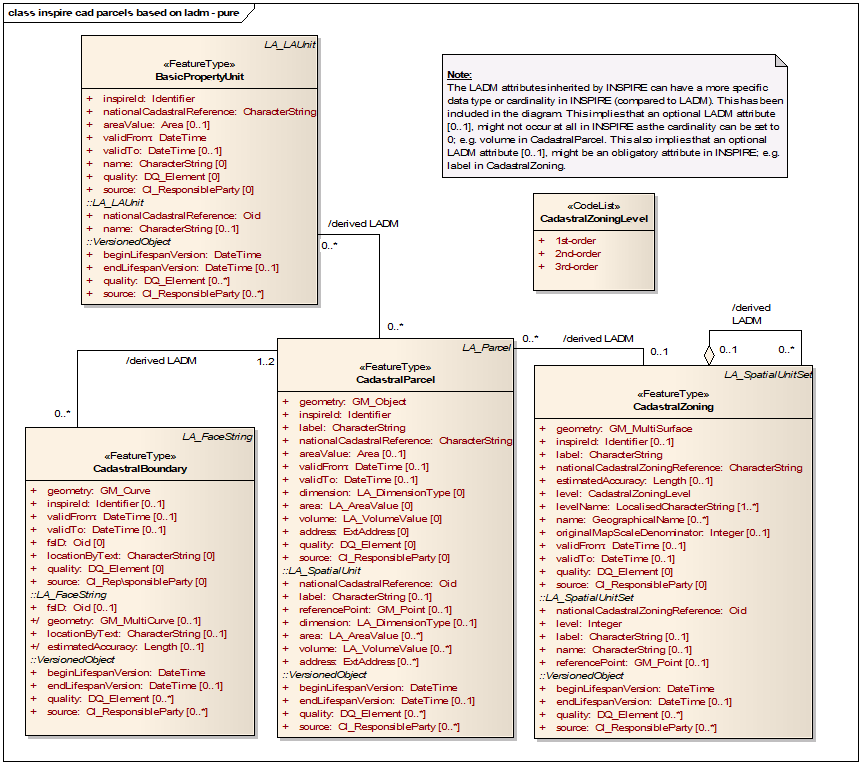 class inspire cad parcels based on ladm - pure
LA_LAUnit
«FeatureType»
BasicPropertyUnit
+ inspireId: Identifier
+ nationalCadastralReference: CharacterString
+ areaValue: Area [0..1]
+ validFrom: DateTime
+ validTo: DateTime [0..1]
+ name: CharacterString [0]
+ quality: DQ_Element [0]
+ source: CI_ResponsibleParty [0]
::LA_LAUnit
+ nationalCadastralReference: Oid
+ name: CharacterString [0..1]
::VersionedObject
+ beginLifespanVersion: DateTime
+ endLifespanVersion: DateTime [0..1]
+ quality: DQ_Element [0..*]
+ source: CI_ResponsibleParty [0..*]
Note:
The LADM attributes inherited by INSPIRE can have a more specific
data type or cardinality in INSPIRE (compared to LADM). This has been
included in the diagram. This implies that an optional LADM attribute
[0..1], might not occur at all in INSPIRE as the cardinality can be set to
0; e.g. volume in CadastralParcel. This also implies that an optional
LADM attribute [0..1], might be an obligatory attribute in INSPIRE; e.g.
label in CadastralZoning.
«CodeList»
CadastralZoningLevel
+ 1st-order
+ 2nd-order
+ 3rd-order
/derived LADM
0..*
0..*
/derived LADM
1..2
0..*
0..*
/derived LADM
0..1
/derived
LADM
0..1
0..*
LA_Parcel
«FeatureType»
CadastralParcel
+ geometry: GM_Object
+ inspireId: Identifier
+ label: CharacterString
+ nationalCadastralReference: CharacterString
+ areaValue: Area [0..1]
+ validFrom: DateTime [0..1]
+ validTo: DateTime [0..1]
+ dimension: LA_DimensionType [0]
+ area: LA_AreaValue [0]
+ volume: LA_VolumeValue [0]
+ address: ExtAddress [0]
+ quality: DQ_Element [0]
+ source: CI_ResponsibleParty [0]
::LA_SpatialUnit
+ nationalCadastralReference: Oid
+ label: CharacterString [0..1]
+ referencePoint: GM_Point [0..1]
+ dimension: LA_DimensionType [0..1]
+ area: LA_AreaValue [0..*]
+ volume: LA_VolumeValue [0..*]
+ address: ExtAddress [0..*]
::VersionedObject
+ beginLifespanVersion: DateTime
+ endLifespanVersion: DateTime [0..1]
+ quality: DQ_Element [0..*]
+ source: CI_ResponsibleParty [0..*]
LA_FaceString
«FeatureType»
CadastralBoundary
+ geometry: GM_Curve
+ inspireId: Identifier [0..1]
+ validFrom: DateTime [0..1]
+ validTo: DateTime [0..1]
+ fsID: Oid [0]
+ locationByText: CharacterString [0]
+ quality: DQ_Element [0]
+ source: CI_Rep\sponsibleParty [0]
::LA_FaceString
+ fsID: Oid [0..1]
+/ geometry: GM_MultiCurve [0..1]
+ locationByText: CharacterString [0..1]
+/ estimatedAccuracy: Length [0..1]
::VersionedObject
+ beginLifespanVersion: DateTime
+ endLifespanVersion: DateTime [0..1]
+ quality: DQ_Element [0..*]
+ source: CI_ResponsibleParty [0..*]
LA_SpatialUnitSet
«FeatureType»
CadastralZoning
+ geometry: GM_MultiSurface
+ inspireId: Identifier [0..1]
+ label: CharacterString
+ nationalCadastralZoningReference: CharacterString
+ estimatedAccuracy: Length [0..1]
+ level: CadastralZoningLevel
+ levelName: LocalisedCharacterString [1..*]
+ name: GeographicalName [0..*]
+ originalMapScaleDenominator: Integer [0..1]
+ validFrom: DateTime [0..1]
+ validTo: DateTime [0..1]
+ quality: DQ_Element [0]
+ source: CI_ResponsibleParty [0]
::LA_SpatialUnitSet
+ nationalCadastralZoningReference: Oid
+ level: Integer
+ label: CharacterString [0..1]
+ name: CharacterString [0..1]
+ referencePoint: GM_Point [0..1]
::VersionedObject
+ beginLifespanVersion: DateTime
+ endLifespanVersion: DateTime [0..1]
+ quality: DQ_Element [0..*]
+ source: CI_ResponsibleParty [0..*]